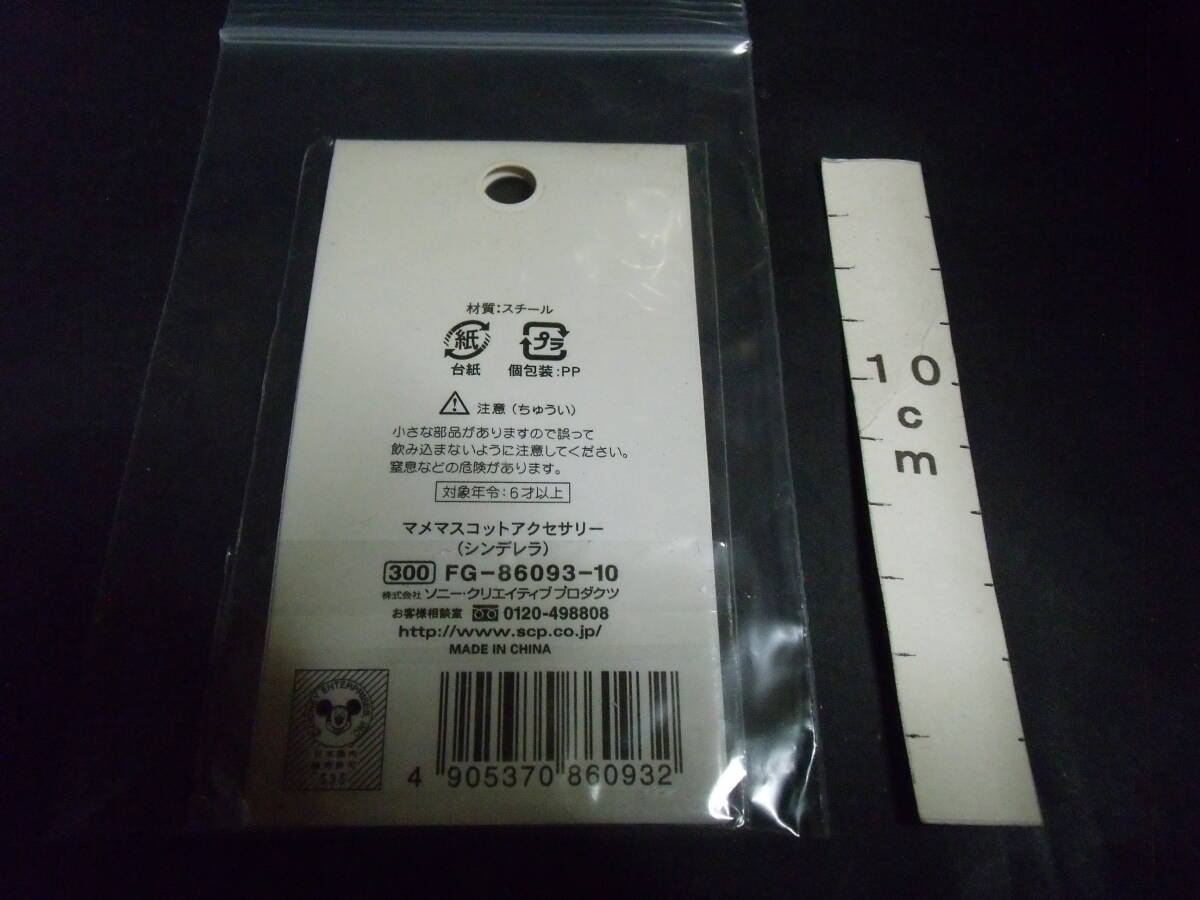 材質:スチール
紙 プラ
台紙 個包装:PP
注意(ちゅうい)
小さな部品がありますので誤って
飲み込まないように注意してください。
窒息などの危険があります。
対象年令:6才以上
マメマスコットアクセサリー
(シンデレラ)
300 FG-86093-10
株式会社 ソニー・クリエイティブプロダクツ
お客様相談室 0120-498808
http://www.scp.co.jp/
MADE IN CHINA
4 905370 860932
10
c
m